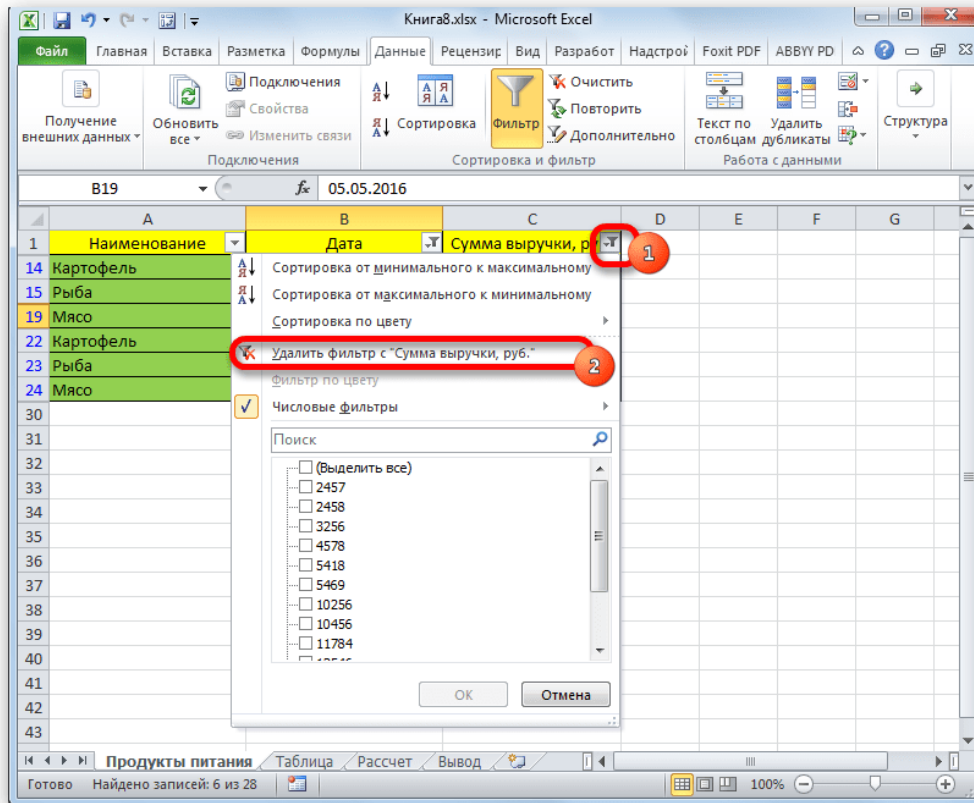 Книга8.xlsx - Microsoft Excel
Файл Главная Вставка Разметка Формулы Данные Рецензир Вид Разработ Надстрой Foxit PDF ABBYY PD
Получение внешних данных
Обновить все
Подключения
Свойства
Изменить связи
Подключения
Сортировка
Фильтр
Очистить
Повторить
Дополнительно
Сортировка и фильтр
Текст по столбцам
Удалить дубликаты
Работа с данными
Структура
B19 fx 05.05.2016
A B C D E F G
1 Наименование Дата Сумма выручки, ру
1
14 Картофель
15 Рыба
19 Мясо
22 Картофель
23 Рыба
24 Мясо
30
31
32
33
34
35
36
37
38
39
40
41
42
43
Сортировка от минимального к максимальному
Сортировка от максимального к минимальному
Сортировка по цвету
Удалить фильтр с "Сумма выручки, руб."
2
Фильтр по цвету
Числовые фильтры
Поиск
(Выделить все)
2457
2458
3256
4578
5418
5469
10256
10456
11784
ОК Отмена
Продукты питания Таблица Рассчет Вывод
Готово Найдено записей: 6 из 28 100%